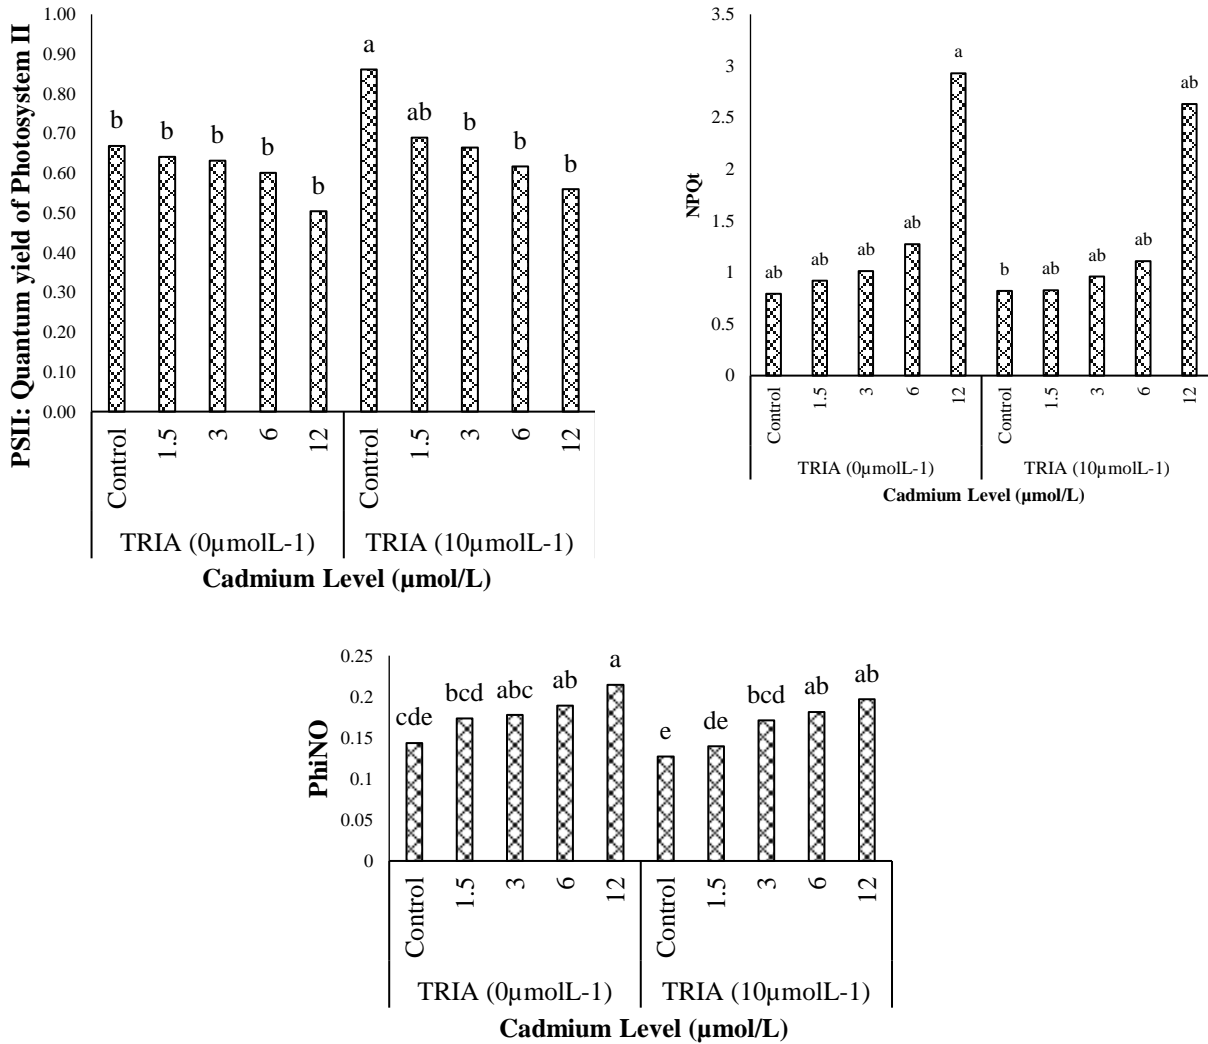 PSII: Quantum yield of Photosystem II
1.00
0.90
0.80
0.70
0.60
0.50
0.40
0.30
0.20
0.10
0.00
b
b
b
b
b
a
ab
b
b
b
Control
1.5
3
6
12
Control
1.5
3
6
12
TRIA (0µmolL-1)
TRIA (10µmolL-1)
Cadmium Level (µmol/L)
NPQt
3.5
3
2.5
2
1.5
1
0.5
0
ab
ab
ab
ab
a
b
ab
ab
ab
ab
Control
1.5
3
6
12
Control
1.5
3
6
12
TRIA (0µmolL-1)
TRIA (10µmolL-1)
Cadmium Level (µmol/L)
PhiNO
0.25
0.2
0.15
0.1
0.05
0
cde
bcd
abc
ab
a
e
de
bcd
ab
ab
Control
1.5
3
6
12
Control
1.5
3
6
12
TRIA (0µmolL-1)
TRIA (10µmolL-1)
Cadmium Level (µmol/L)